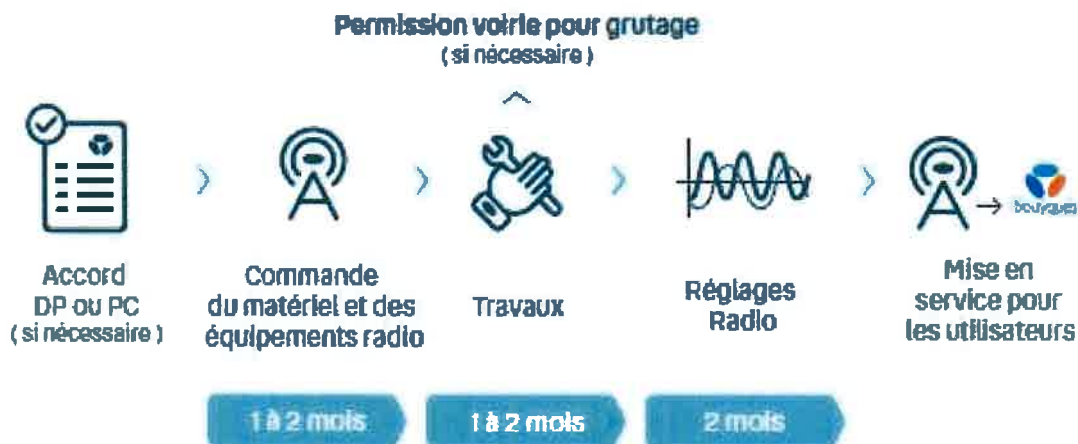 Permission voirie pour grutage
( si nécessaire )
Accord
DP ou PC
( si nécessaire )
Commande
du matériel et des
équipements radio
Travaux
Réglages
Radio
bouygues
Mise en
service pour
les utilisateurs
1 à 2 mois
1 à 2 mois
2 mois